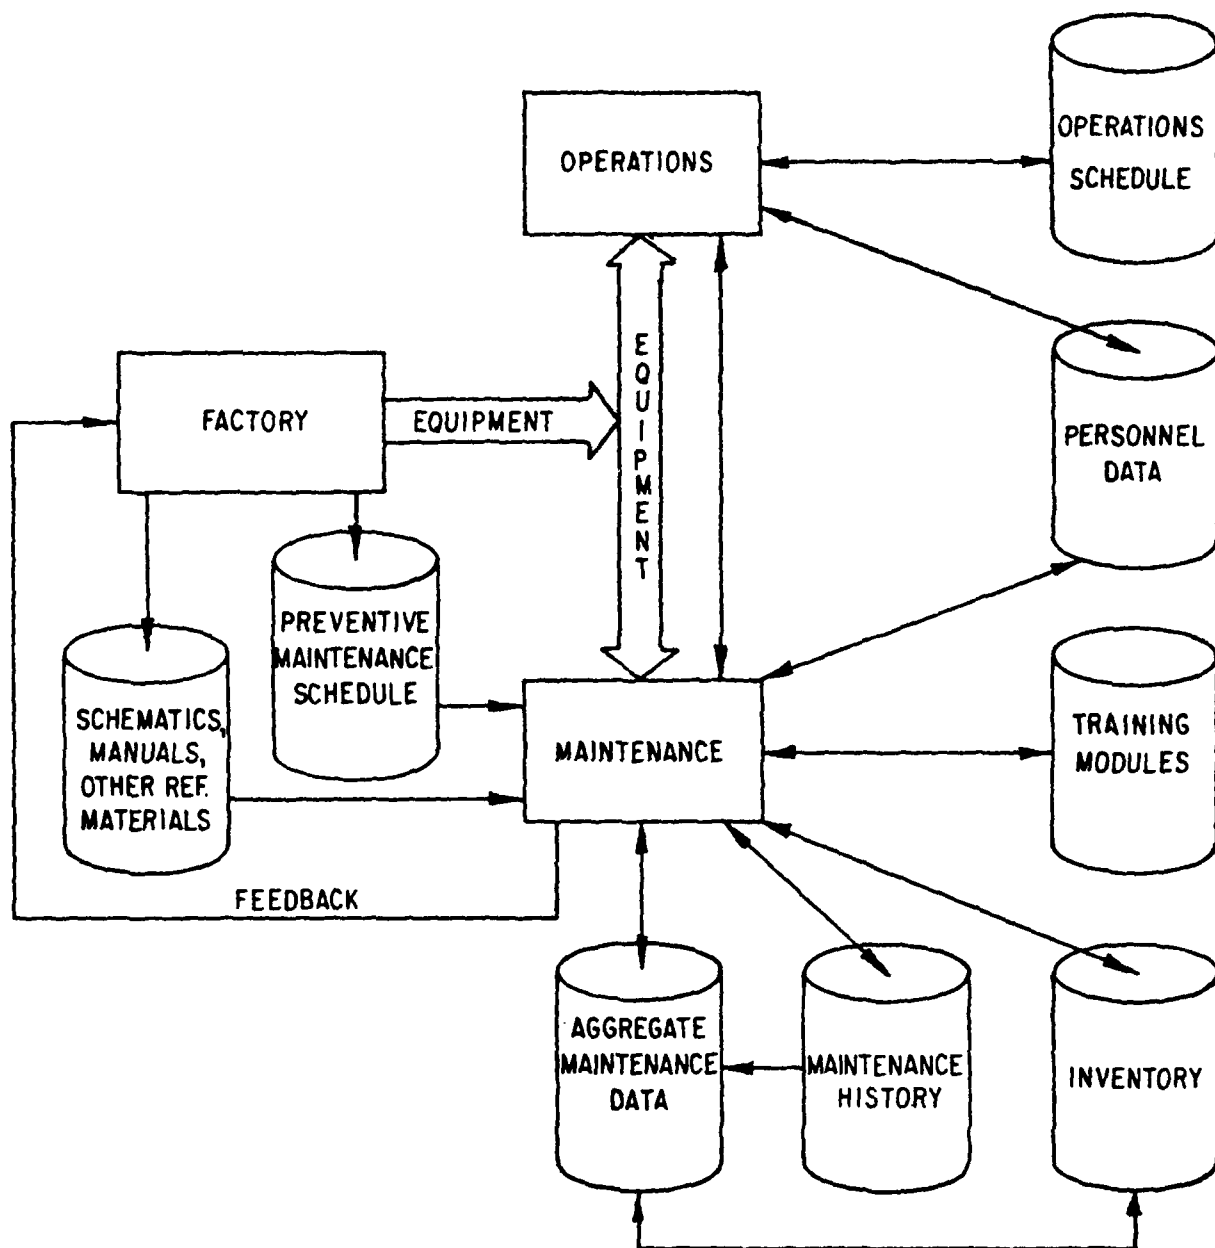 OPERATIONS
OPERATIONS
SCHEDULE
FACTORY
EQUIPMENT
EQUIPMENT
PERSONNEL
DATA
PREVENTIVE
MAINTENANCE
SCHEDULE
SCHEMATICS,
MANUALS,
OTHER REF.
MATERIALS
MAINTENANCE
TRAINING
MODULES
FEEDBACK
AGGREGATE
MAINTENANCE
DATA
MAINTENANCE
HISTORY
INVENTORY